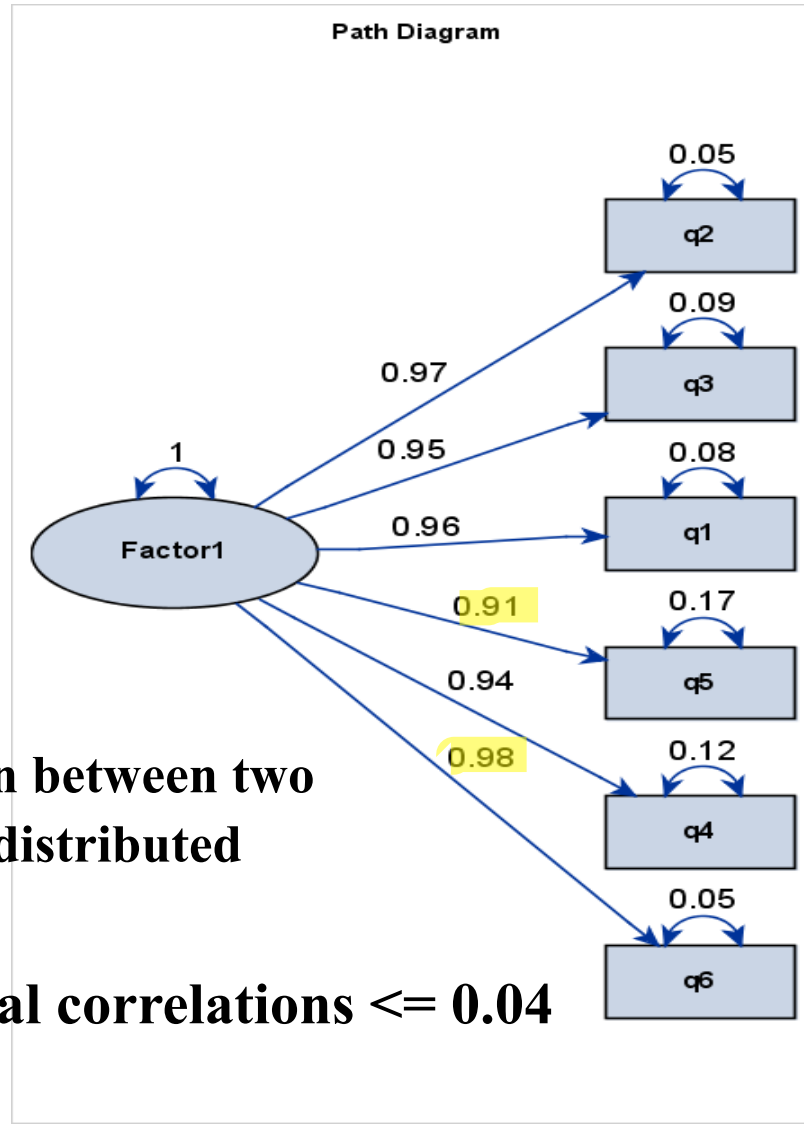 Path Diagram
0.05
q2
0.09
q3
0.97
0.95
0.08
q1
1
Factor1
0.96
0.91
0.17
q5
0.94
0.98
0.12
q4
n between two
distributed
0.05
q6
al correlations <= 0.04